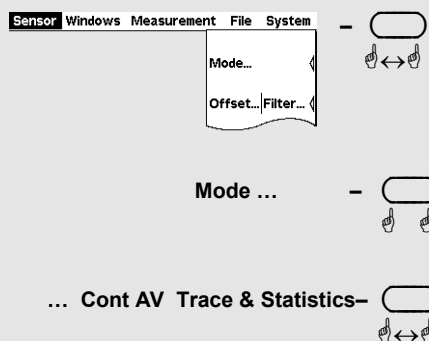 Sensor Windows Measurement File System –
Mode...
Offset... Filter...
Mode … –
… Cont AV Trace & Statistics–